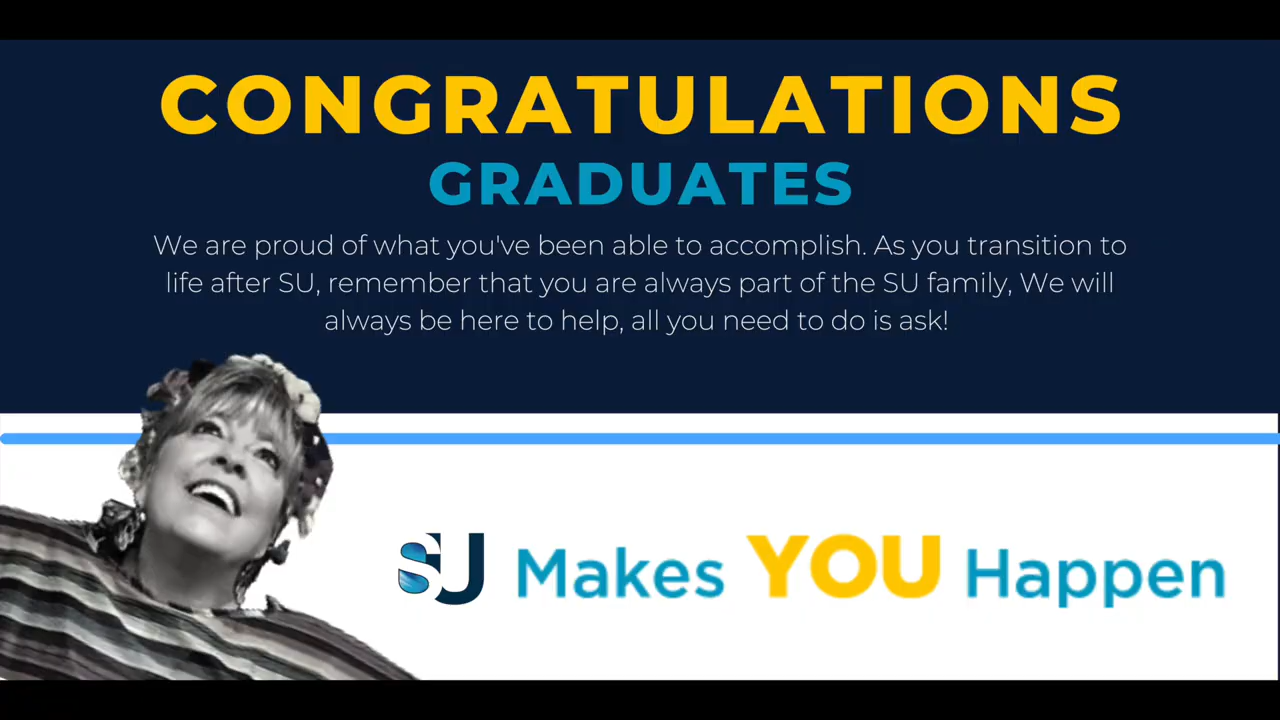 CONGRATULATIONS
GRADUATES
We are proud of what you've been able to accomplish. As you transition to
life after SU, remember that you are always part of the SU family, We will
always be here to help, all you need to do is ask!
SU Makes YOU Happen